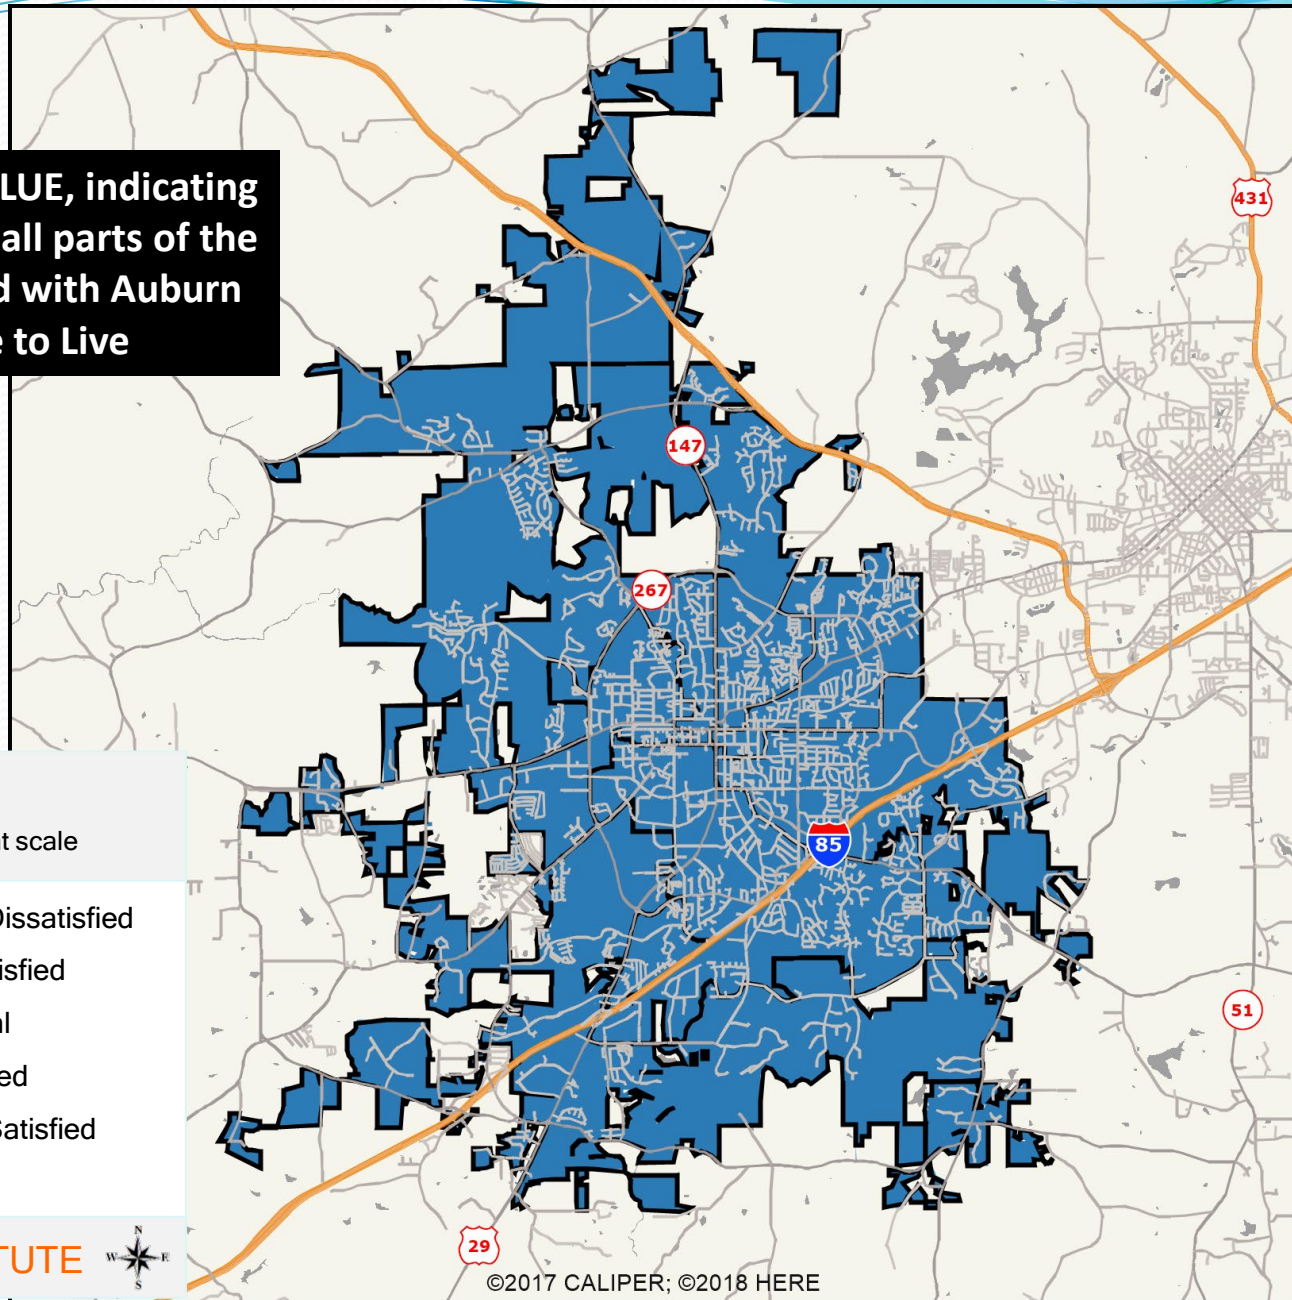 LUE, indicating
all parts of the
d with Auburn
e to Live
431
147
267
85
t scale
Dissatisfied
isfied
al
ed
Satisfied
51
TUTE
N
W E
S
29
©2017 CALIPER; ©2018 HERE